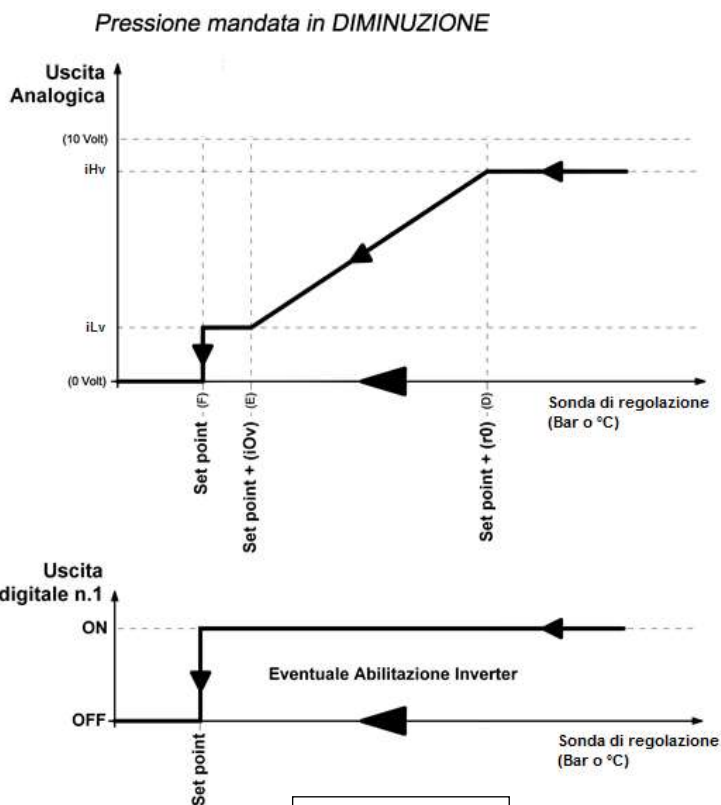 Pressione mandata in DIMINUZIONE
Uscita
Analogica
(10 Volt)
iHv
iLv
(0 Volt)
Set point - (F)
Set point + (iOv) - (E)
Set point + (r0) - (D)
Sonda di regolazione
(Bar o °C)
Uscita
digitale n.1
ON
Eventuale Abilitazione Inverter
OFF
Set point
Sonda di regolazione
(Bar o °C)